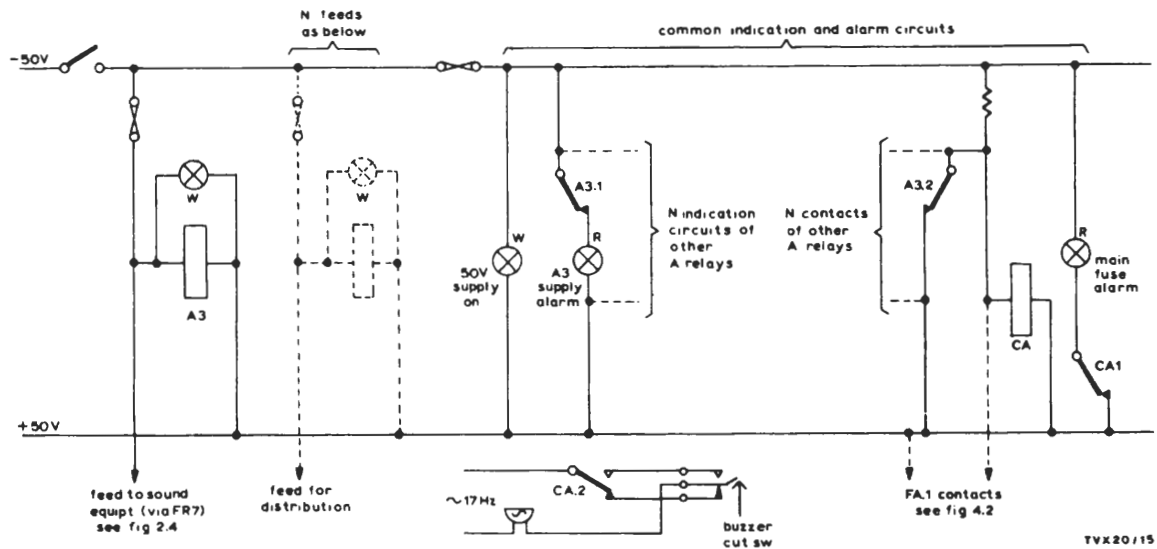 N feeds
as below
common indication and alarm circuits
−50V
W
W
A3
A3.1
W
50V
supply
on
R
A3
supply
alarm
N indication
circuits of
other
A relays
N contacts
of other
A relays
A3.2
CA
R
main
fuse
alarm
CA1
+50V
feed to sound
equipt (via FR7)
see fig 2.4
feed for
distribution
CA.2
~17Hz
buzzer
cut sw
FA.1 contacts
see fig 4.2
TVX20/15